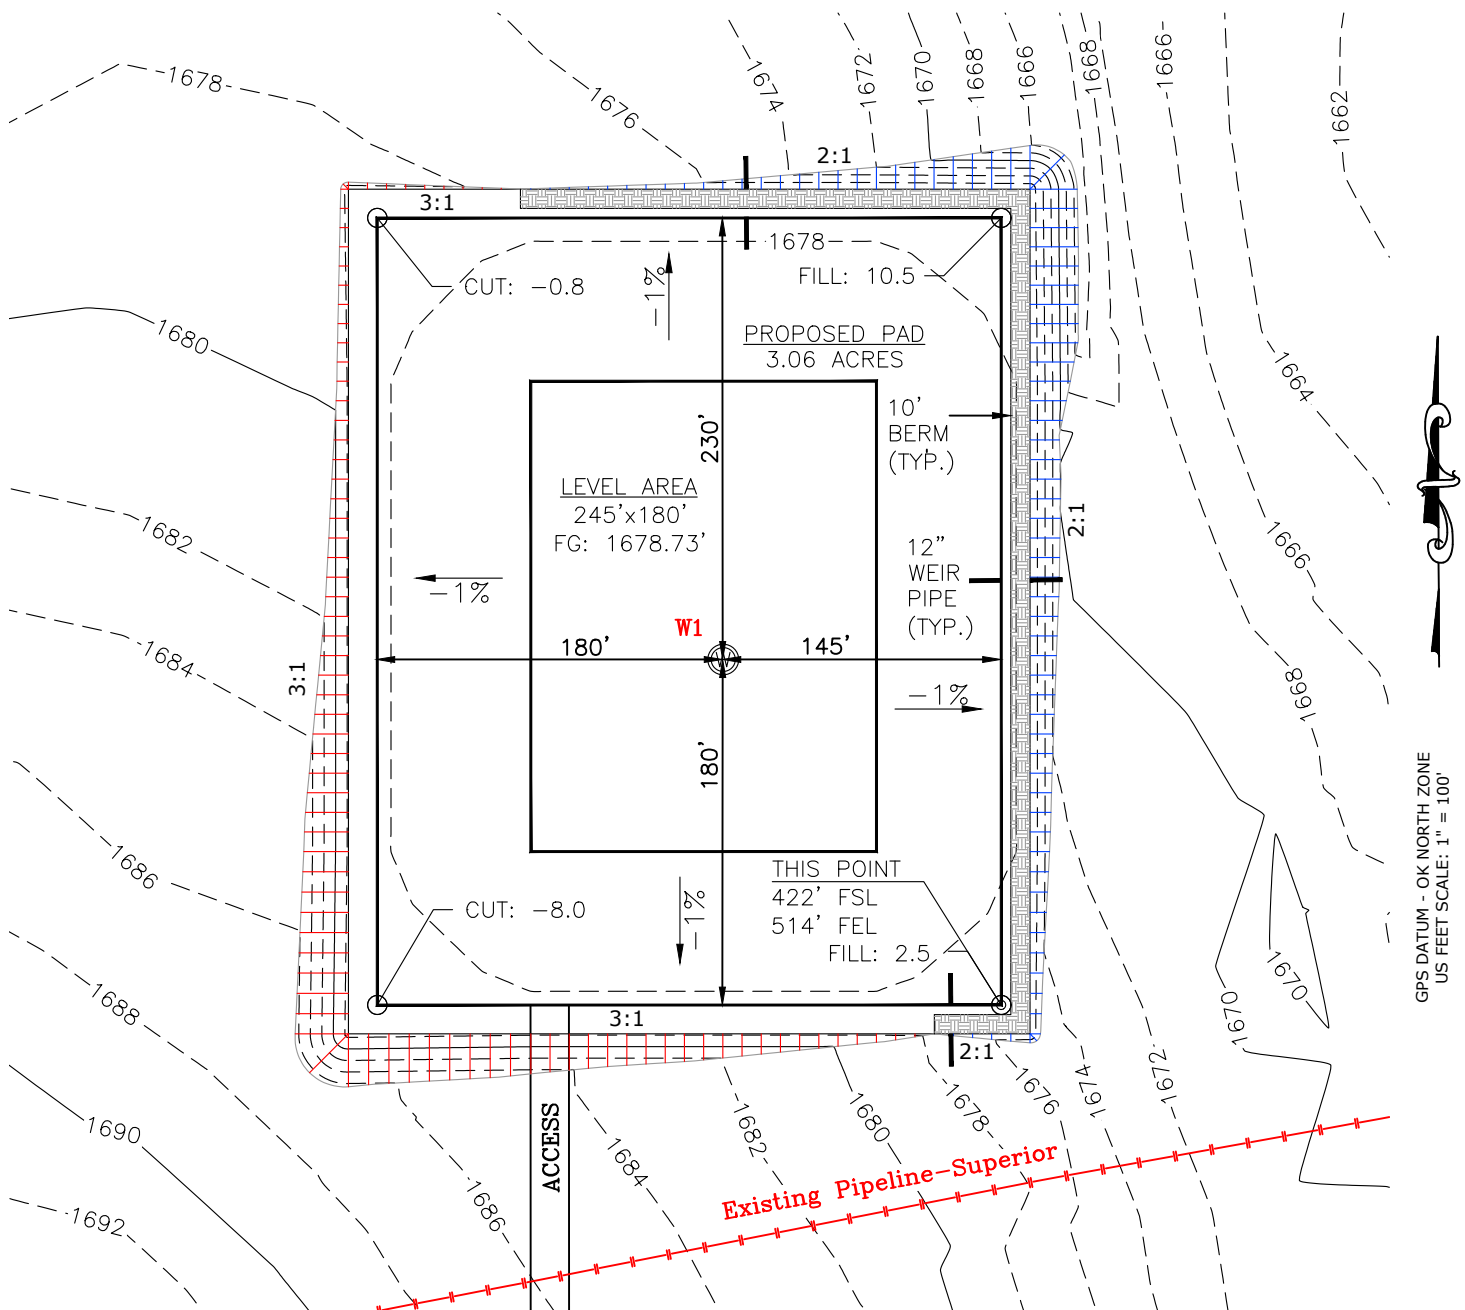 1678
1676
1674
1672
1670
1668
1666
1668
1666
1662
2:1
3:1
1678
CUT: -0.8
-1%
FILL: 10.5
PROPOSED PAD
3.06 ACRES
1680
10'
BERM
(TYP.)
1664
230'
LEVEL AREA
245'x180'
FG: 1678.73'
1682
12"
WEIR
PIPE
(TYP.)
2:1
1666
-1%
W1
W
180'
145'
1684
3:1
-1%
1668
180'
1686
THIS POINT
422' FSL
514' FEL
FILL: 2.5
CUT: -8.0
-1%
1670
1670
1688
3:1
2:1
1690
1692
ACCESS
1686
1684
1682
1680
1678
1676
1674
1672
Existing Pipeline-Superior
GPS DATUM - OK NORTH ZONE
US FEET SCALE: 1" = 100'